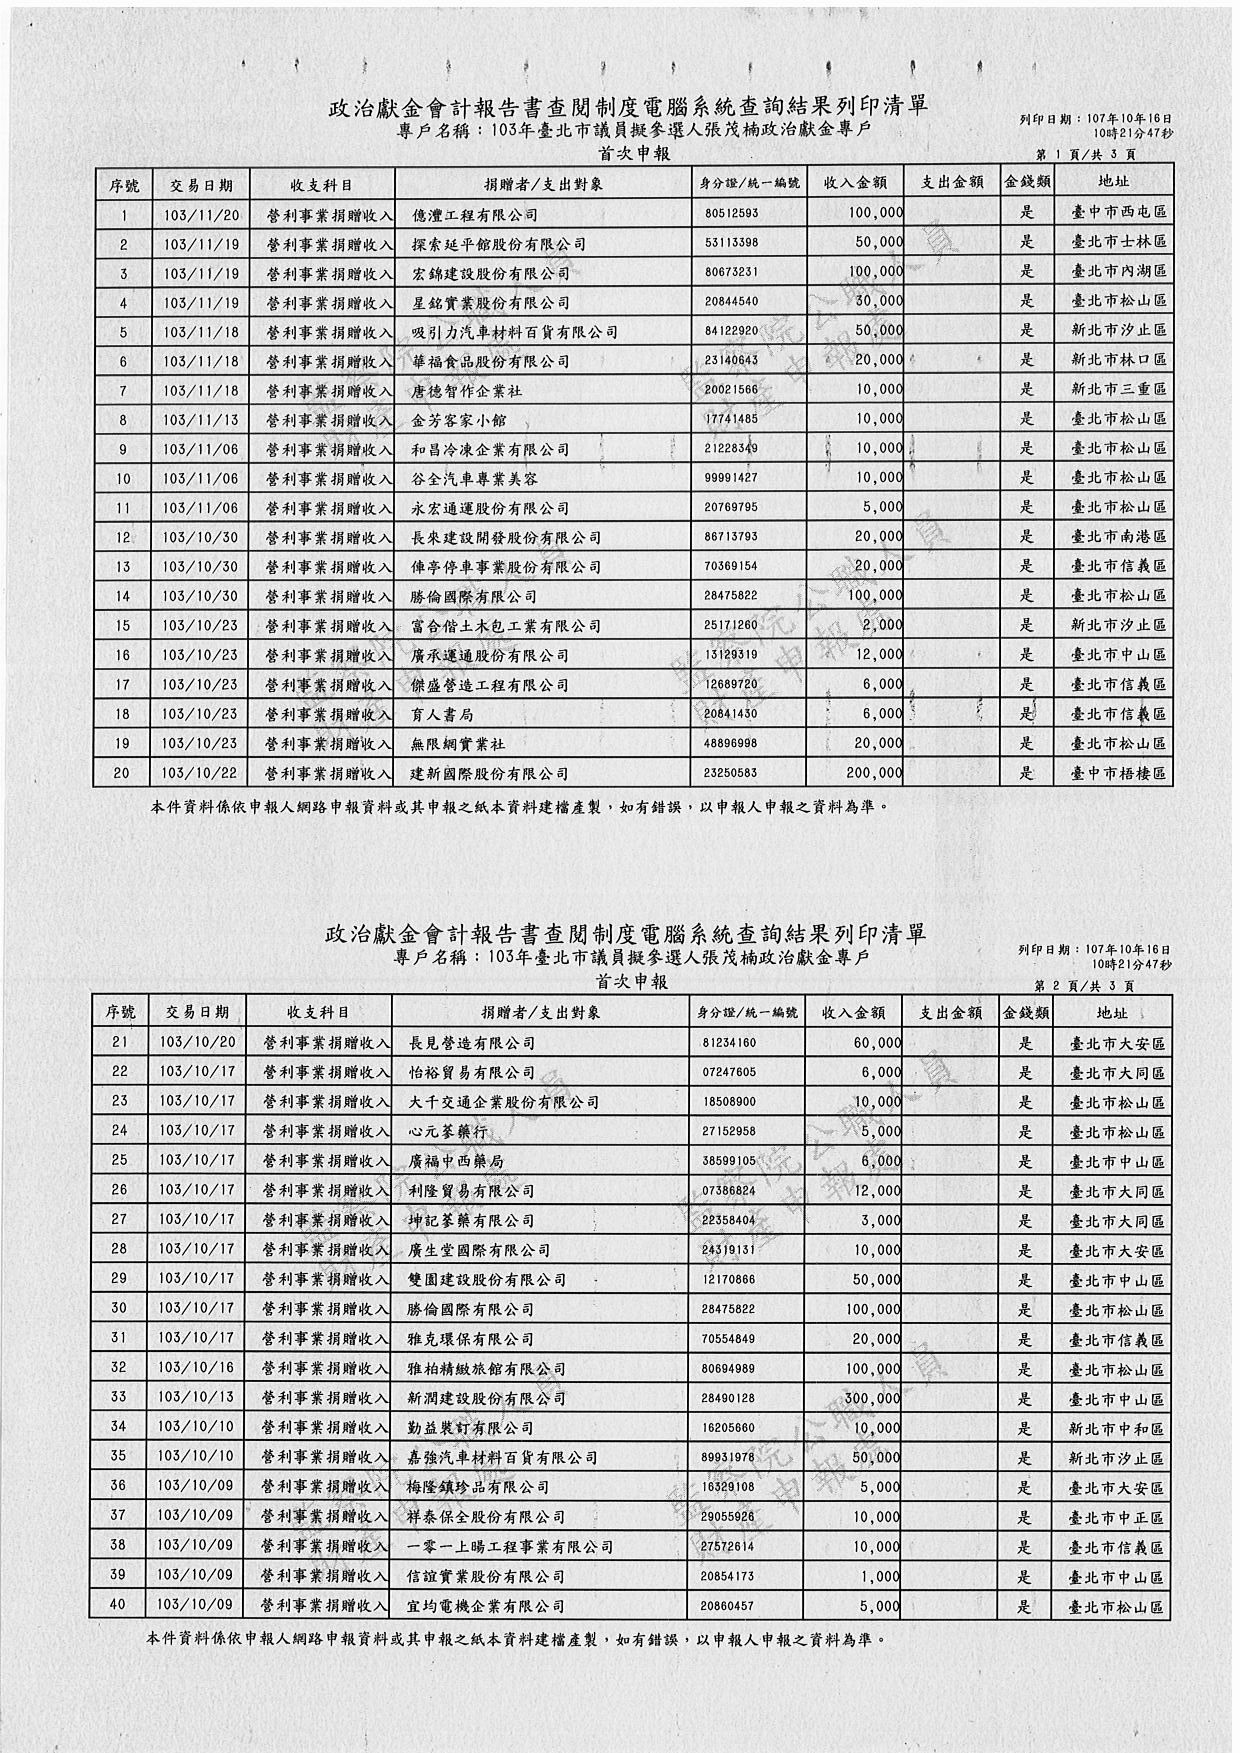 政治獻金會計報告書查閱制度電腦系統查詢結果列印清單
專戶名稱：103年臺北市議員擬參選人張茂楠政治獻金專戶
列印日期：107年10月16日
10時21分47秒
首次申報
第 1 頁/共 3 頁
序號 交易日期 收支科目 捐贈者/支出對象 身分證/統一編號 收入金額 支出金額 金錢類 地址
1 103/11/20 營利事業捐贈收入 億灃工程有限公司 80512593 100,000 是 臺中市西屯區
2 103/11/19 營利事業捐贈收入 探索延平館股份有限公司 53113398 50,000 是 臺北市士林區
3 103/11/19 營利事業捐贈收入 宏錦建設股份有限公司 80673231 100,000 是 臺北市內湖區
4 103/11/19 營利事業捐贈收入 星銘實業股份有限公司 20844540 30,000 是 臺北市松山區
5 103/11/18 營利事業捐贈收入 吸引力汽車材料百貨有限公司 84122920 50,000 是 新北市汐止區
6 103/11/18 營利事業捐贈收入 華福食品股份有限公司 23140643 20,000 是 新北市林口區
7 103/11/18 營利事業捐贈收入 唐德智作企業社 20021566 10,000 是 新北市三重區
8 103/11/13 營利事業捐贈收入 金芳客家小館 17741485 10,000 是 臺北市松山區
9 103/11/06 營利事業捐贈收入 和昌冷凍企業有限公司 21228349 10,000 是 臺北市松山區
10 103/11/06 營利事業捐贈收入 谷全汽車專業美容 99991427 10,000 是 臺北市松山區
11 103/11/06 營利事業捐贈收入 永宏通運股份有限公司 20769795 5,000 是 臺北市松山區
12 103/10/30 營利事業捐贈收入 長來建設開發股份有限公司 86713793 20,000 是 臺北市南港區
13 103/10/30 營利事業捐贈收入 俥亭停車事業股份有限公司 70369154 20,000 是 臺北市信義區
14 103/10/30 營利事業捐贈收入 勝倫國際有限公司 28475822 100,000 是 臺北市松山區
15 103/10/23 營利事業捐贈收入 富合偕土木包工業有限公司 25171260 2,000 是 新北市汐止區
16 103/10/23 營利事業捐贈收入 廣承運通股份有限公司 13129319 12,000 是 臺北市中山區
17 103/10/23 營利事業捐贈收入 傑盛營造工程有限公司 12689720 6,000 是 臺北市信義區
18 103/10/23 營利事業捐贈收入 育人書局 20841430 6,000 是 臺北市信義區
19 103/10/23 營利事業捐贈收入 無限網實業社 48896998 20,000 是 臺北市松山區
20 103/10/22 營利事業捐贈收入 建新國際股份有限公司 23250583 200,000 是 臺中市梧棲區
本件資料係依申報人網路申報資料或其申報之紙本資料建檔產製，如有錯誤，以申報人申報之資料為準。
監察院公職人員
財產申報處
政治獻金會計報告書查閱制度電腦系統查詢結果列印清單
專戶名稱：103年臺北市議員擬參選人張茂楠政治獻金專戶
列印日期：107年10月16日
10時21分47秒
首次申報
第 2 頁/共 3 頁
序號 交易日期 收支科目 捐贈者/支出對象 身分證/統一編號 收入金額 支出金額 金錢類 地址
21 103/10/20 營利事業捐贈收入 長見營造有限公司 81234160 60,000 是 臺北市大安區
22 103/10/17 營利事業捐贈收入 怡裕貿易有限公司 07247605 6,000 是 臺北市大同區
23 103/10/17 營利事業捐贈收入 大千交通企業股份有限公司 18508900 10,000 是 臺北市松山區
24 103/10/17 營利事業捐贈收入 心元蔘藥行 27152958 5,000 是 臺北市松山區
25 103/10/17 營利事業捐贈收入 廣福中西藥局 38599105 6,000 是 臺北市中山區
26 103/10/17 營利事業捐贈收入 利隆貿易有限公司 07386824 12,000 是 臺北市大同區
27 103/10/17 營利事業捐贈收入 坤記蔘藥有限公司 22358404 3,000 是 臺北市大同區
28 103/10/17 營利事業捐贈收入 廣生堂國際有限公司 24319131 10,000 是 臺北市大安區
29 103/10/17 營利事業捐贈收入 雙園建設股份有限公司 12170866 50,000 是 臺北市中山區
30 103/10/17 營利事業捐贈收入 勝倫國際有限公司 28475822 100,000 是 臺北市松山區
31 103/10/17 營利事業捐贈收入 雅克環保有限公司 70554849 20,000 是 臺北市信義區
32 103/10/16 營利事業捐贈收入 雅柏精緻旅館有限公司 80694989 100,000 是 臺北市松山區
33 103/10/13 營利事業捐贈收入 新潤建設股份有限公司 28490128 300,000 是 臺北市中山區
34 103/10/10 營利事業捐贈收入 勤益裝訂有限公司 16205660 10,000 是 新北市中和區
35 103/10/10 營利事業捐贈收入 嘉強汽車材料百貨有限公司 89931978 50,000 是 新北市汐止區
36 103/10/09 營利事業捐贈收入 梅隆鎮珍品有限公司 16329108 5,000 是 臺北市大安區
37 103/10/09 營利事業捐贈收入 祥泰保全股份有限公司 29055926 10,000 是 臺北市中正區
38 103/10/09 營利事業捐贈收入 一零一上暘工程事業有限公司 27572614 10,000 是 臺北市信義區
39 103/10/09 營利事業捐贈收入 信誼實業股份有限公司 20854173 1,000 是 臺北市中山區
40 103/10/09 營利事業捐贈收入 宜均電機企業有限公司 20860457 5,000 是 臺北市松山區
本件資料係依申報人網路申報資料或其申報之紙本資料建檔產製，如有錯誤，以申報人申報之資料為準。
監察院公職人員
財產申報處